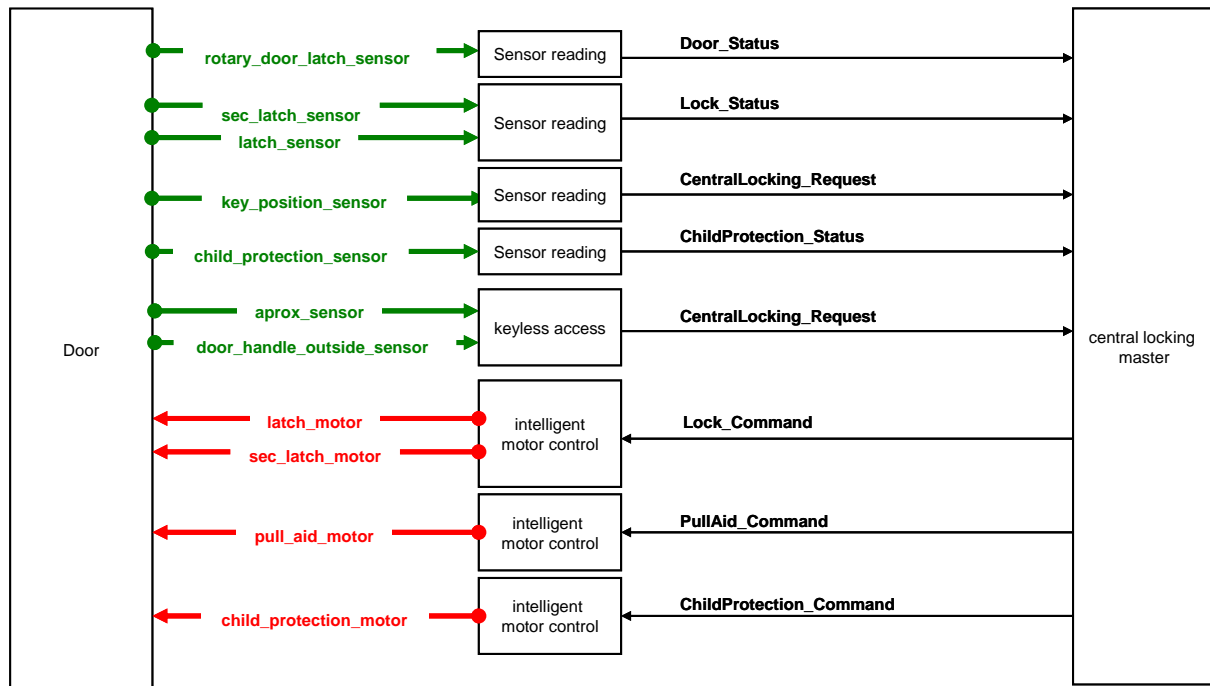 Door
rotary_door_latch_sensor
Sensor reading
Door_Status
sec_latch_sensor
latch_sensor
Sensor reading
Lock_Status
key_position_sensor
Sensor reading
CentralLocking_Request
child_protection_sensor
Sensor reading
ChildProtection_Status
aprox_sensor
door_handle_outside_sensor
keyless access
CentralLocking_Request
central locking
master
latch_motor
sec_latch_motor
intelligent
motor control
Lock_Command
pull_aid_motor
intelligent
motor control
PullAid_Command
child_protection_motor
intelligent
motor control
ChildProtection_Command